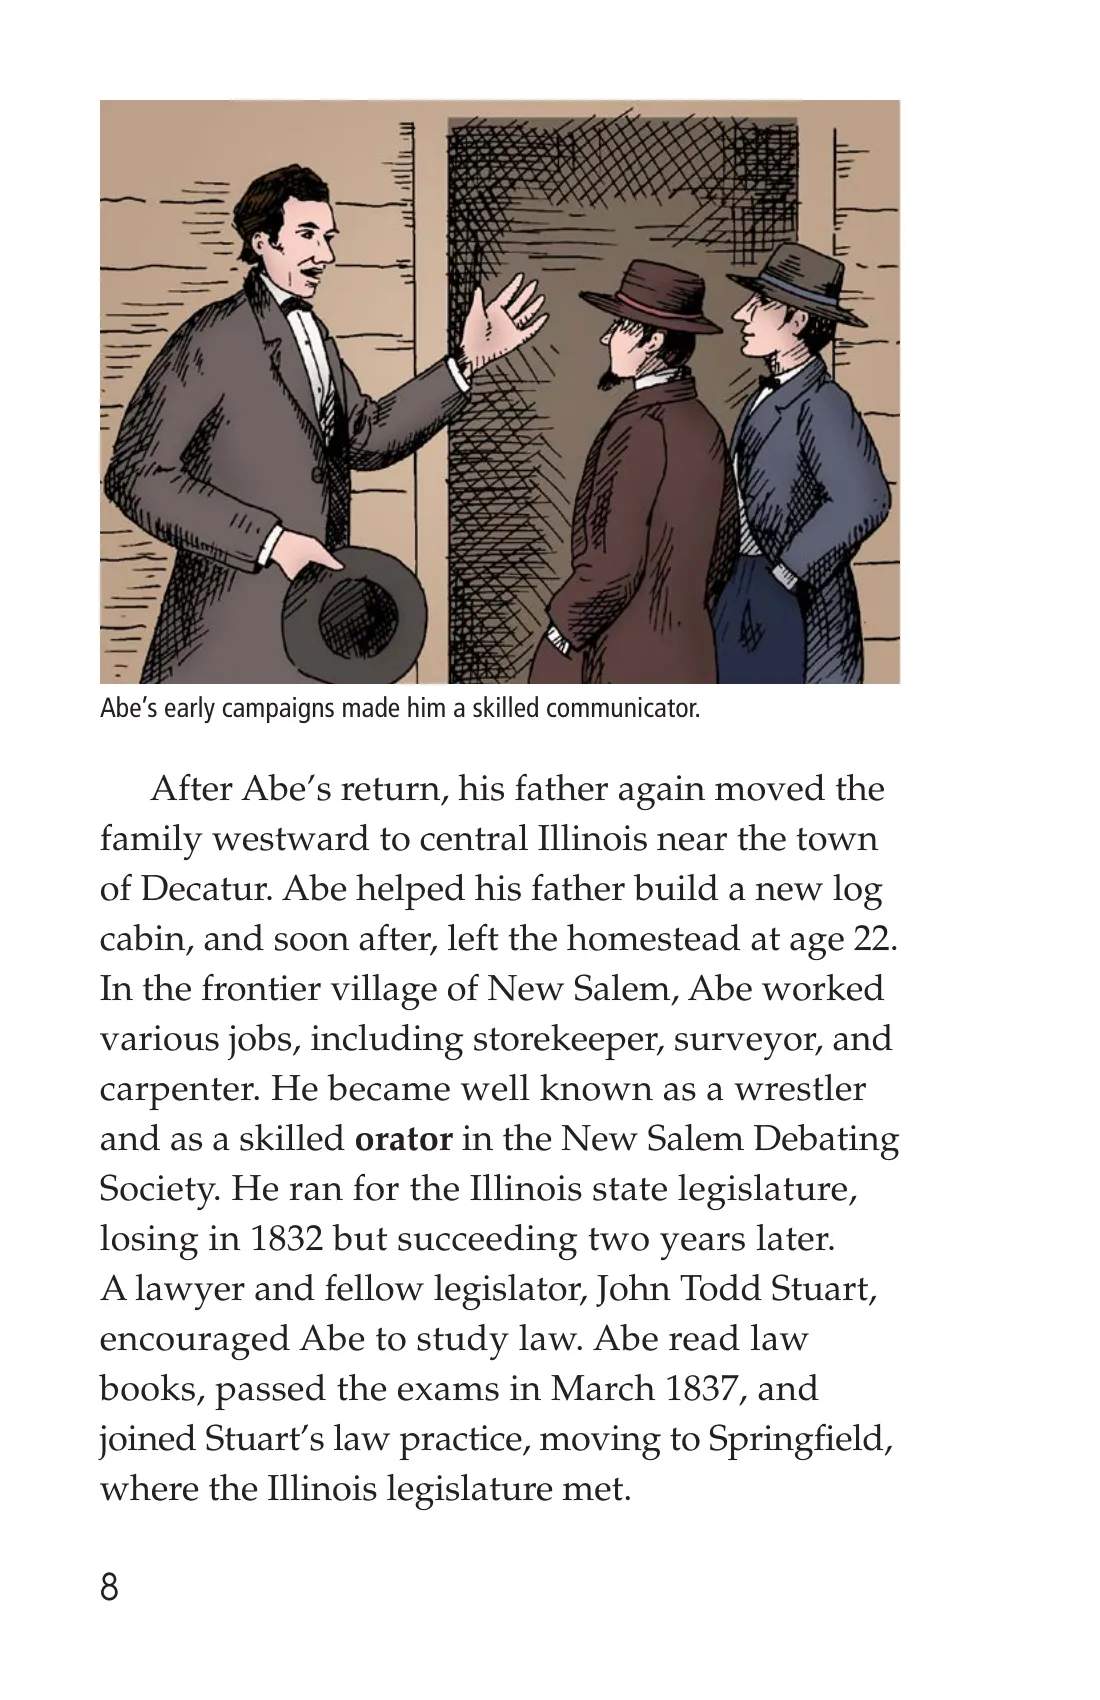 Abe’s early campaigns made him a skilled communicator.
After Abe’s return, his father again moved the
family westward to central Illinois near the town
of Decatur. Abe helped his father build a new log
cabin, and soon after, left the homestead at age 22.
In the frontier village of New Salem, Abe worked
various jobs, including storekeeper, surveyor, and
carpenter. He became well known as a wrestler
and as a skilled orator in the New Salem Debating
Society. He ran for the Illinois state legislature,
losing in 1832 but succeeding two years later.
A lawyer and fellow legislator, John Todd Stuart,
encouraged Abe to study law. Abe read law
books, passed the exams in March 1837, and
joined Stuart’s law practice, moving to Springfield,
where the Illinois legislature met.
8